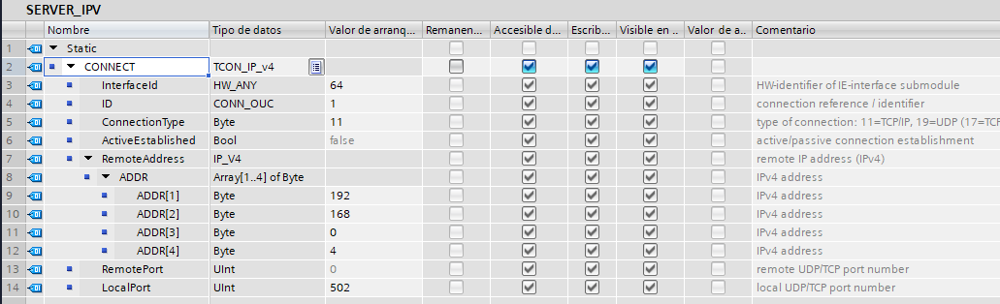 SERVER_IPV
Nombre Tipo de datos Valor de arranq... Remanen... Accesible d... Escrib... Visible en .. Valor de a.. Comentario
1 Static
2 CONNECT TCON_IP_v4
3 InterfaceId HW_ANY 64 HW-identifier of IE-interface submodule
4 ID CONN_OUC 1 connection reference / identifier
5 ConnectionType Byte 11 type of connection: 11=TCP/IP, 19=UDP (17=TCP
6 ActiveEstablished Bool false active/passive connection establishment
7 RemoteAddress IP_V4 remote IP address (IPv4)
8 ADDR Array[1..4] of Byte IPv4 address
9 ADDR[1] Byte 192 IPv4 address
10 ADDR[2] Byte 168 IPv4 address
11 ADDR[3] Byte 0 IPv4 address
12 ADDR[4] Byte 4 IPv4 address
13 RemotePort UInt 0 remote UDP/TCP port number
14 LocalPort UInt 502 local UDP/TCP port number